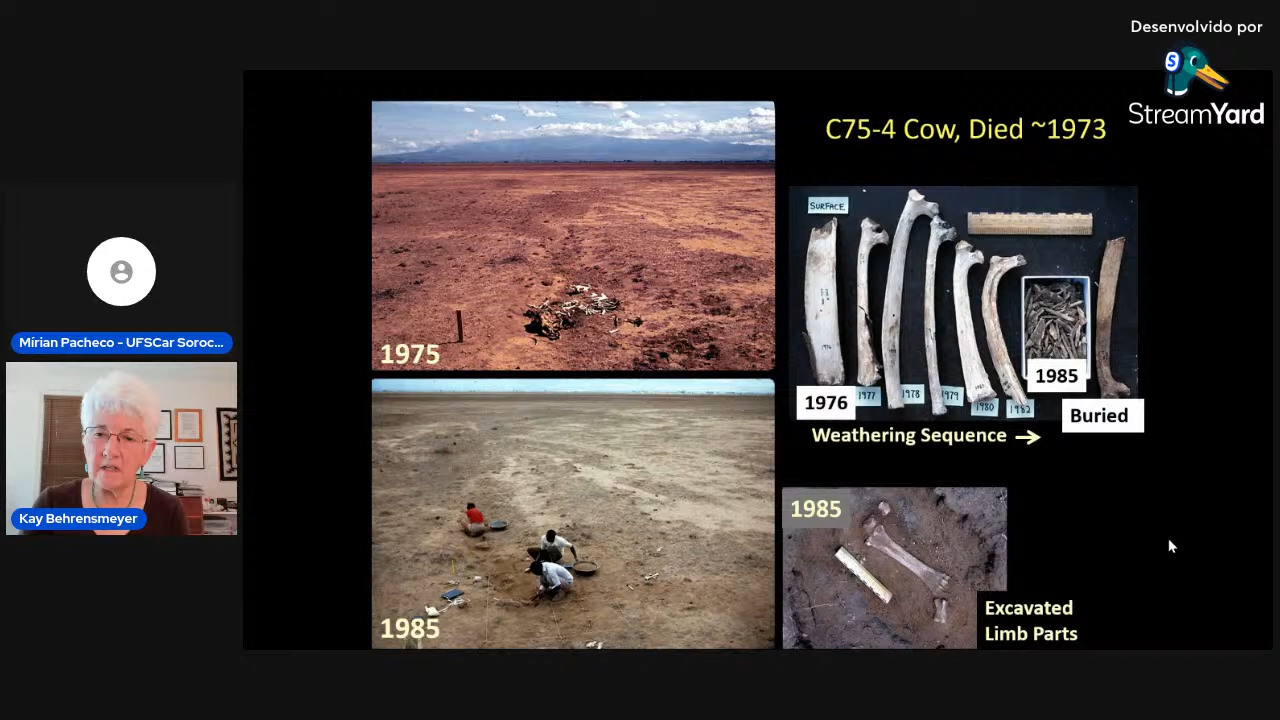 Desenvolvido por
S
StreamYard
Mírian Pacheco - UFSCar Soroc...
Kay Behrensmeyer
C75-4 Cow, Died ~1973
1975
1985
SURFACE
1976
1977
1978
1979
1980
1982
1985
Buried
Weathering Sequence →
1985
Excavated
Limb Parts